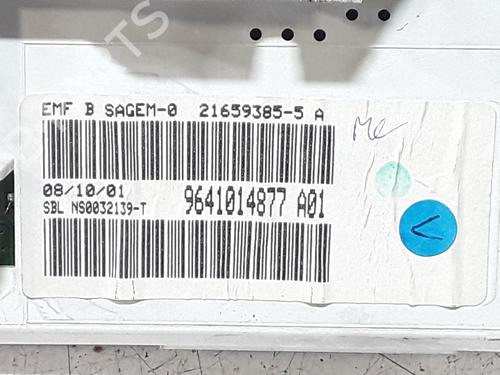 EMF B SAGEM-0 21659385-5 A
08/10/01
SBL NS0032139-T
9641014877 A01